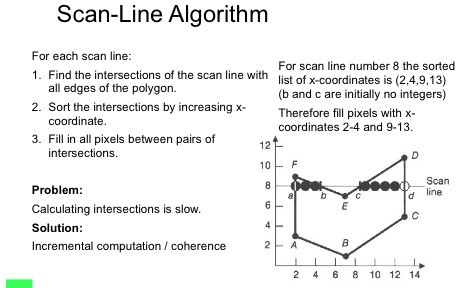 Scan-Line Algorithm
For each scan line:
1. Find the intersections of the scan line with
all edges of the polygon.
2. Sort the intersections by increasing x-
coordinate.
3. Fill in all pixels between pairs of
intersections.
Problem:
Calculating intersections is slow.
Solution:
Incremental computation / coherence
For scan line number 8 the sorted
list of x-coordinates is (2,4,9,13)
(b and c are initially no integers)
Therefore fill pixels with x-
coordinates 2-4 and 9-13.
12
10
8
6
4
2
F
D
Scan
line
a
b
c
d
E
C
A
B
2 4 6 8 10 12 14